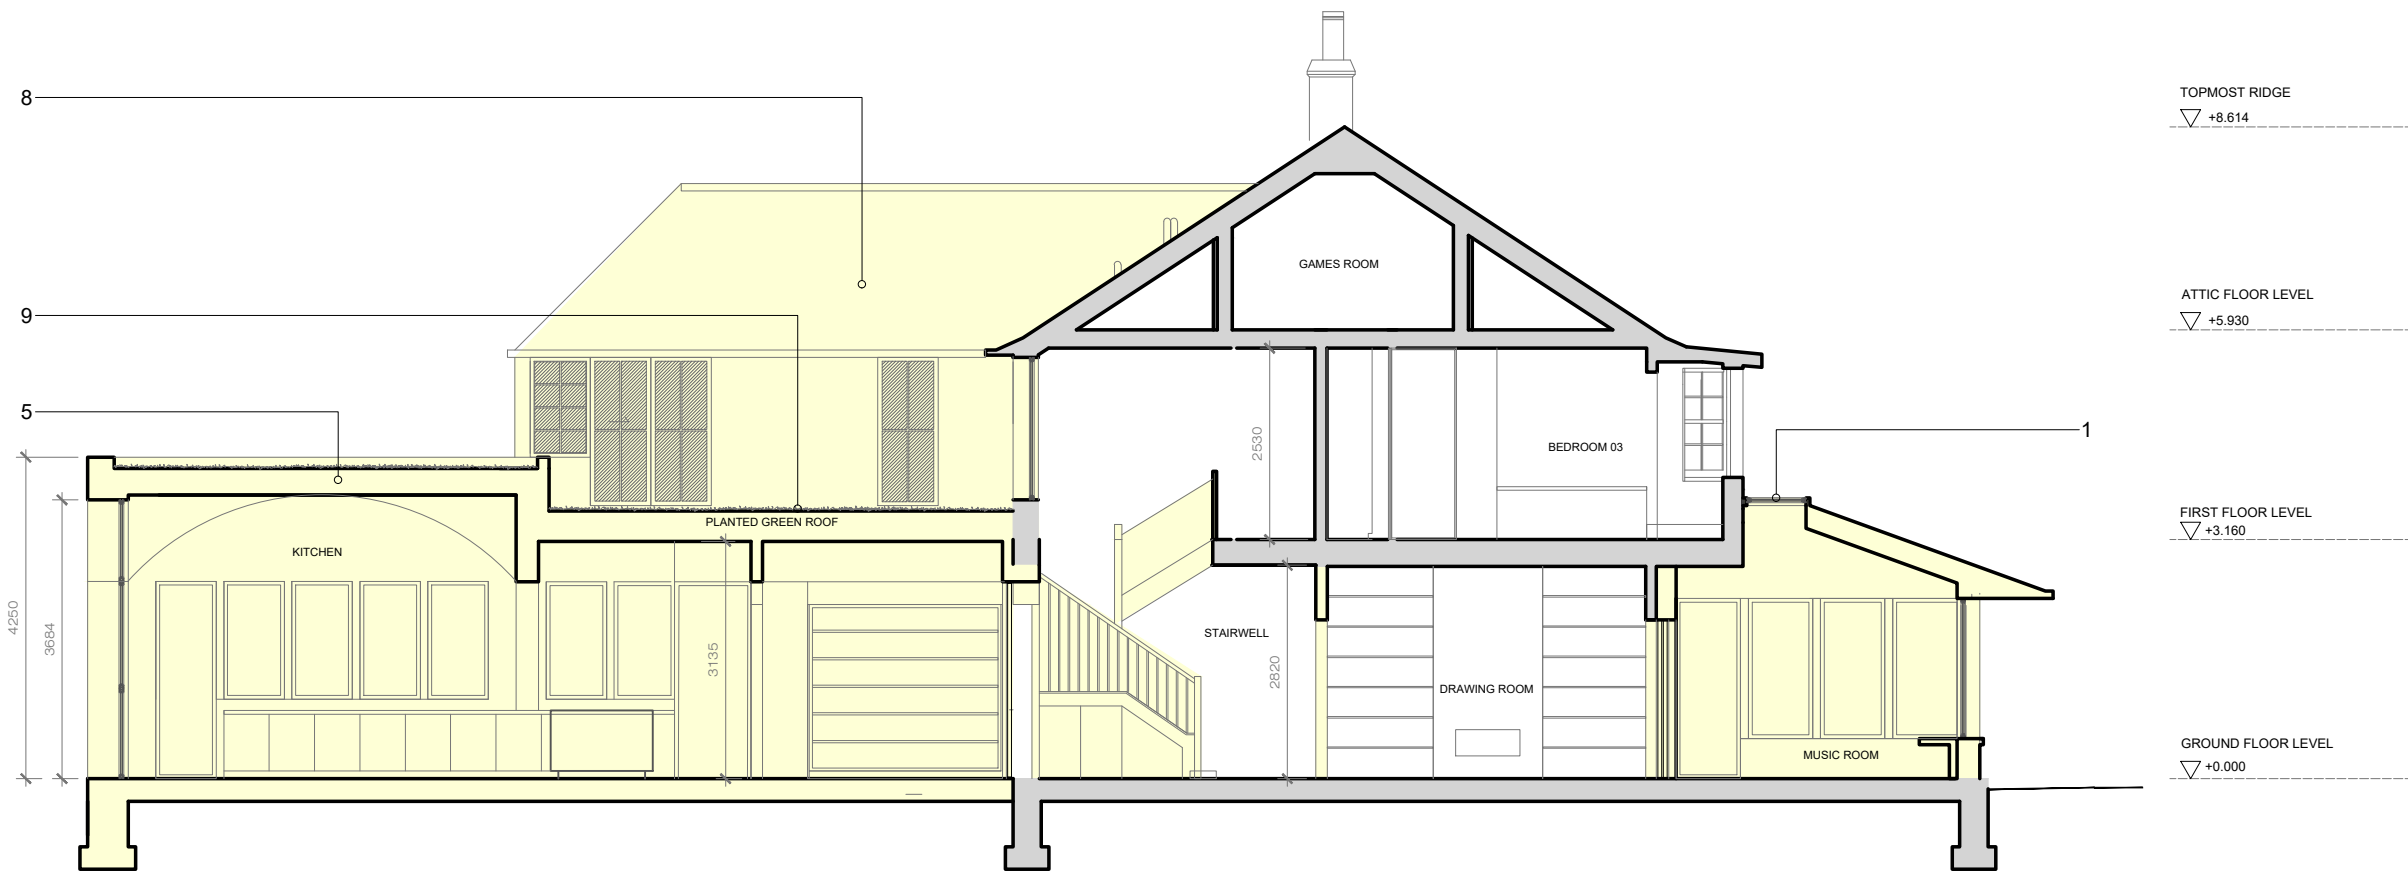 8
TOPMOST RIDGE
+8.614
GAMES ROOM
ATTIC FLOOR LEVEL
+5.930
9
5
1
2530
BEDROOM 03
FIRST FLOOR LEVEL
+3.160
PLANTED GREEN ROOF
KITCHEN
4250
3684
3135
STAIRWELL
2820
DRAWING ROOM
MUSIC ROOM
GROUND FLOOR LEVEL
+0.000